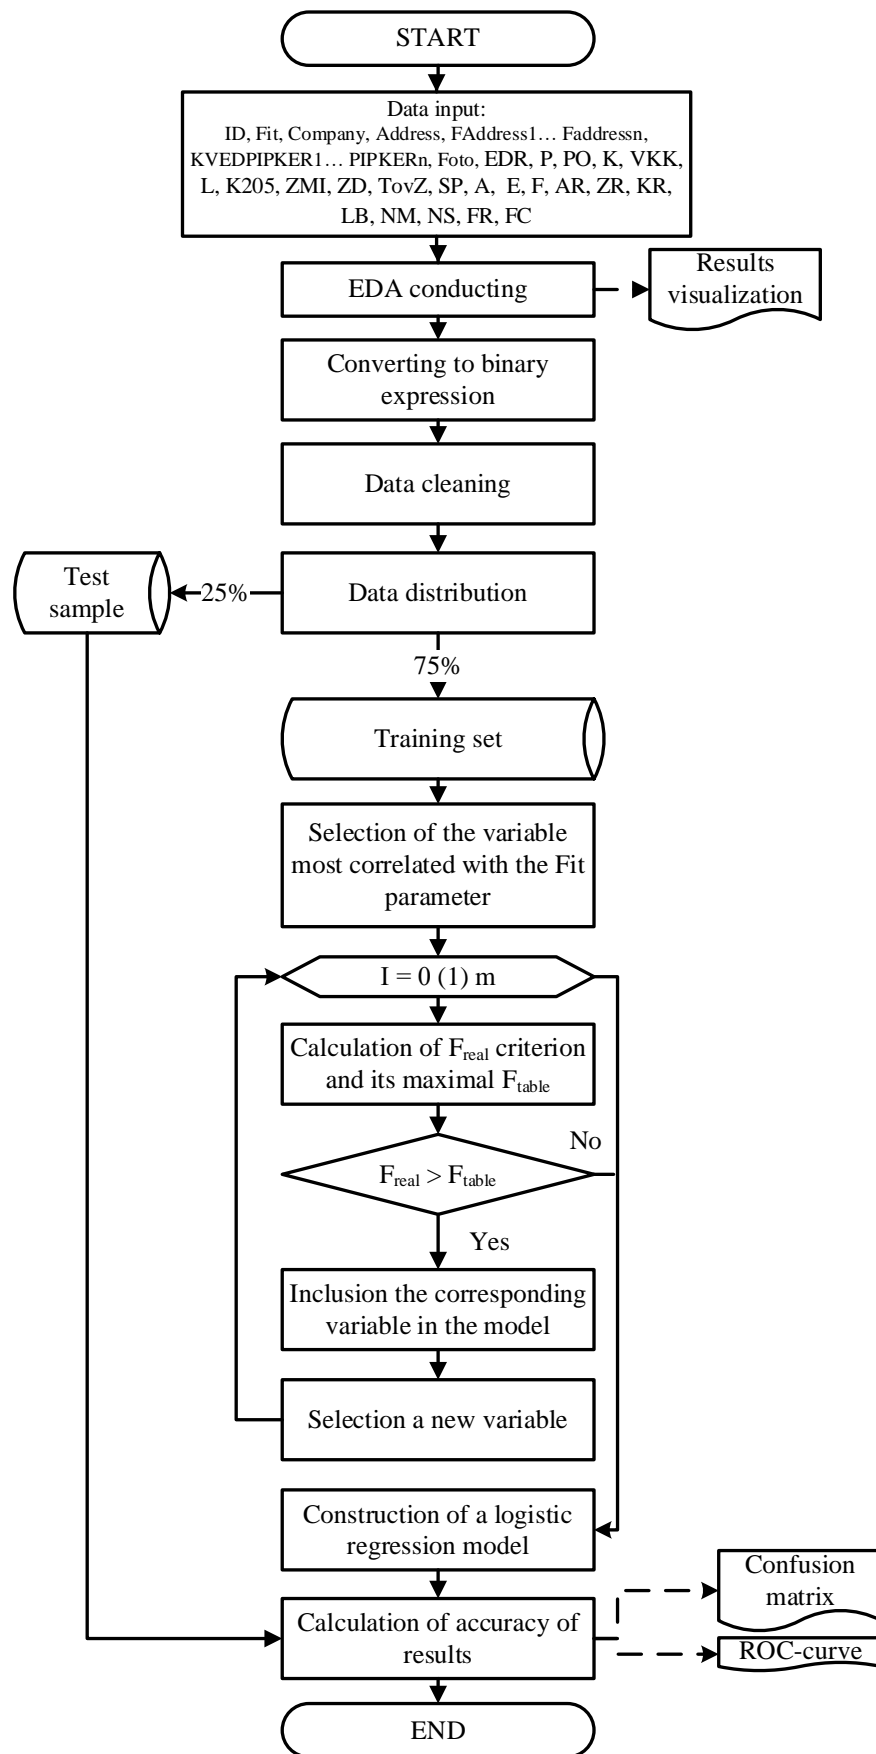 START
Data input:
ID, Fit, Company, Address, FAddress1… Faddressn,
KVEDPIPKER1… PIPKERn, Foto, EDR, P, PO, K, VKK,
L, K205, ZMI, ZD, TovZ, SP, A, E, F, AR, ZR, KR,
LB, NM, NS, FR, FC
EDA conducting
Results
visualization
Converting to binary
expression
Data cleaning
Test
sample
25%
Data distribution
75%
Training set
Selection of the variable
most correlated with the Fit
parameter
I = 0 (1) m
Calculation of Freal criterion
and its maximal Ftable
No
Freal > Ftable
Yes
Inclusion the corresponding
variable in the model
Selection a new variable
Construction of a logistic
regression model
Confusion
matrix
Calculation of accuracy of
results
ROC-curve
END